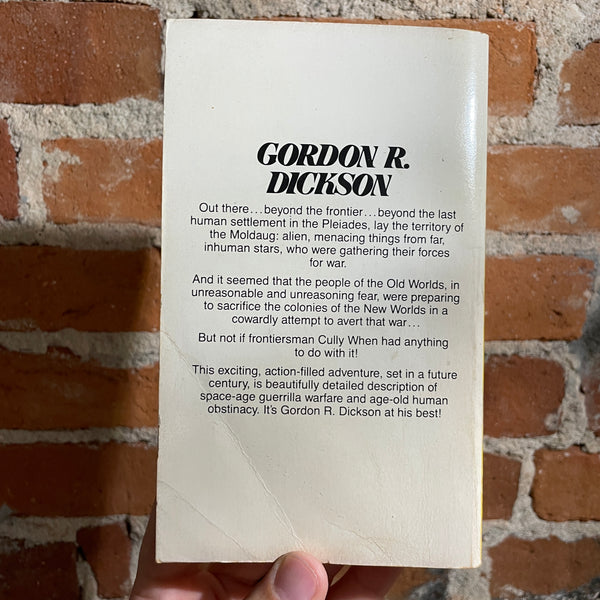 GORDON R.
DICKSON
Out there...beyond the frontier...beyond the last
human settlement in the Pleiades, lay the territory of
the Moldaug: alien, menacing things from far,
inhuman stars, who were gathering their forces
for war.
And it seemed that the people of the Old Worlds, in
unreasonable and unreasoning fear, were preparing
to sacrifice the colonies of the New Worlds in a
cowardly attempt to avert that war...
But not if frontiersman Cully When had anything
to do with it!
This exciting, action-filled adventure, set in a future
century, is beautifully detailed description of
space-age guerrilla warfare and age-old human
obstinacy. It's Gordon R. Dickson at his best!